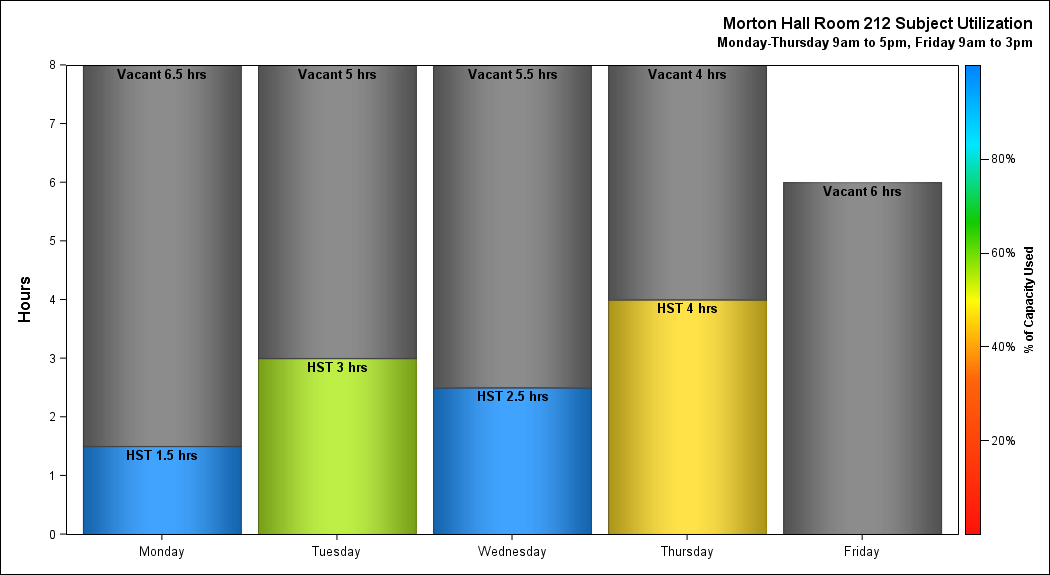 Morton Hall Room 212 Subject Utilization
Monday-Thursday 9am to 5pm, Friday 9am to 3pm
8
7
6
5
4
3
2
1
0
Hours
Vacant 6.5 hrs
Vacant 5 hrs
Vacant 5.5 hrs
Vacant 4 hrs
Vacant 6 hrs
HST 1.5 hrs
HST 3 hrs
HST 2.5 hrs
HST 4 hrs
Monday
Tuesday
Wednesday
Thursday
Friday
80%
60%
40%
20%
% of Capacity Used